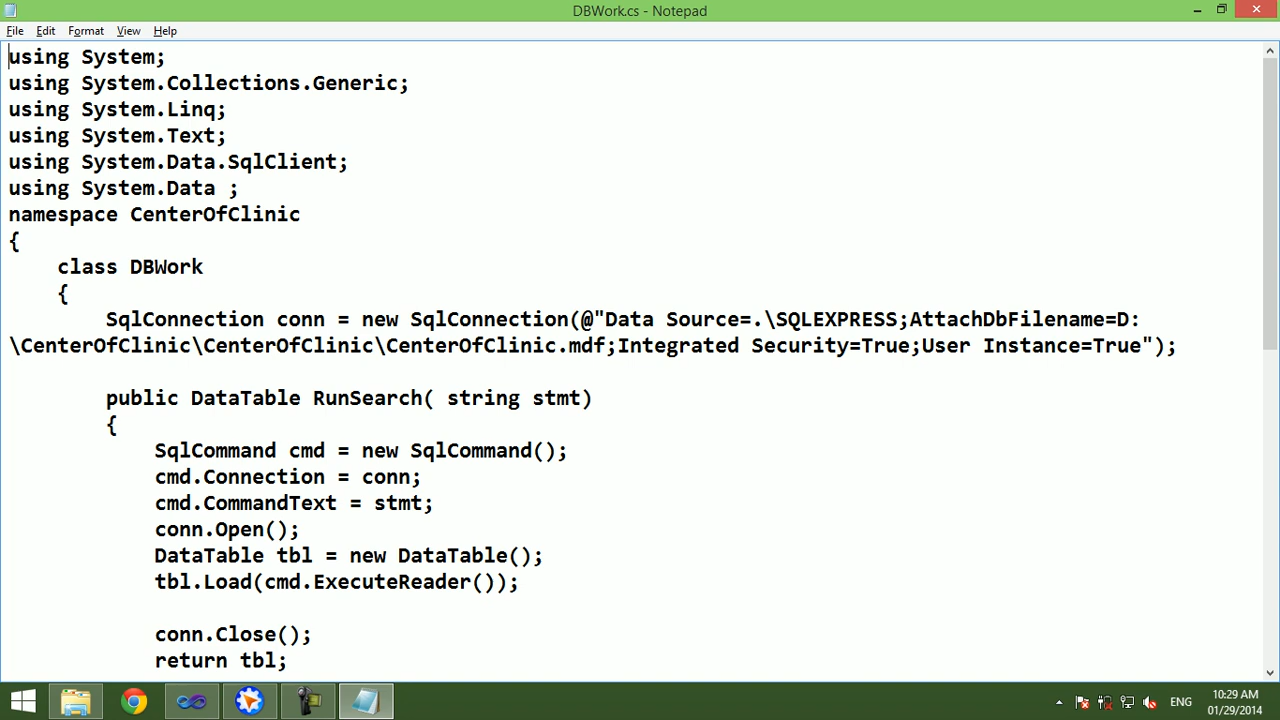 DBWork.cs - Notepad
File Edit Format View Help
using System;
using System.Collections.Generic;
using System.Linq;
using System.Text;
using System.Data.SqlClient;
using System.Data ;
namespace CenterOfClinic
{
    class DBWork
    {
        SqlConnection conn = new SqlConnection(@"Data Source=.\SQLEXPRESS;AttachDbFilename=D:
\CenterOfClinic\CenterOfClinic\CenterOfClinic.mdf;Integrated Security=True;User Instance=True");
        public DataTable RunSearch( string stmt)
        {
            SqlCommand cmd = new SqlCommand();
            cmd.Connection = conn;
            cmd.CommandText = stmt;
            conn.Open();
            DataTable tbl = new DataTable();
            tbl.Load(cmd.ExecuteReader());
            conn.Close();
            return tbl;
ENG
10:29 AM
01/29/2014